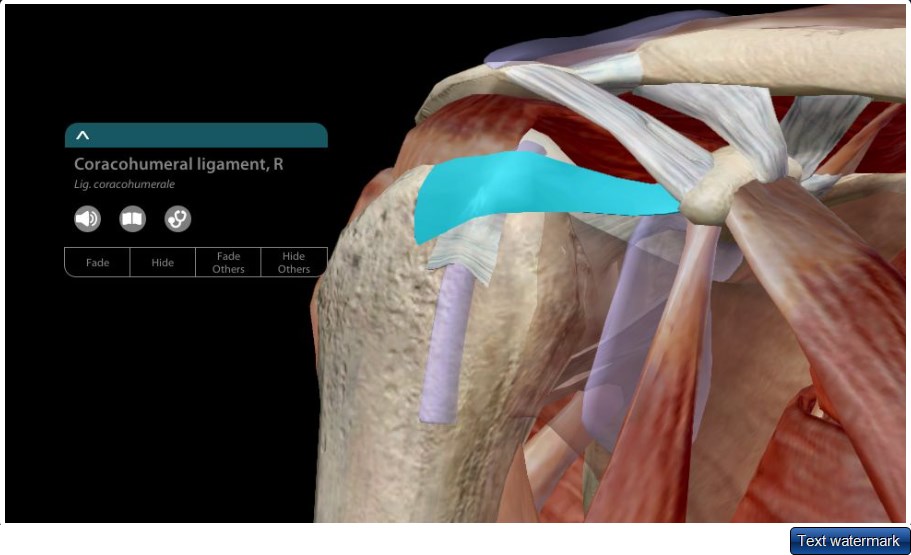 Coracohumeral ligament, R
Lig. coracohumerale
Fade
Hide
Fade
Others
Hide
Others
Text watermark